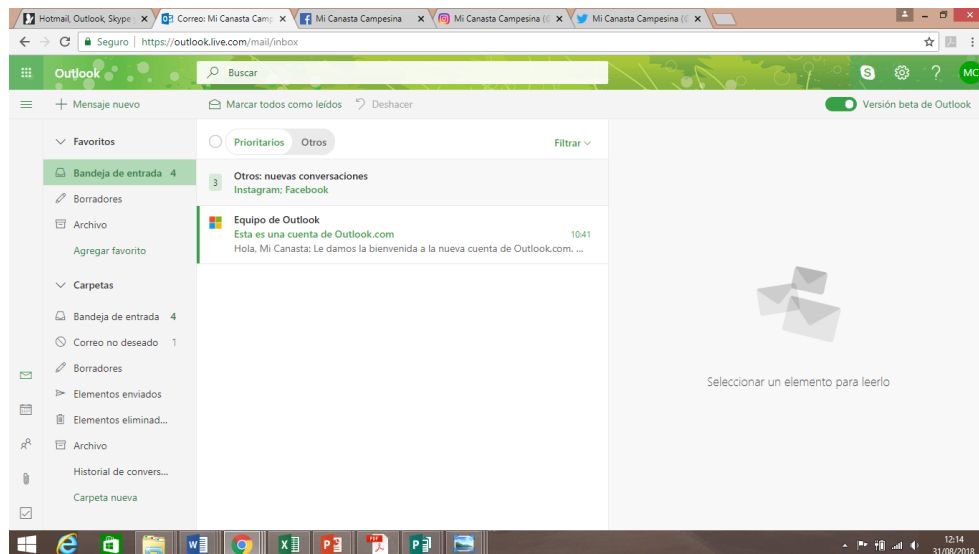 Hotmail, Outlook, Skype
Correo: Mi Canasta Camp
Mi Canasta Campesina
Mi Canasta Campesina (
Mi Canasta Campesina (
Seguro | https://outlook.live.com/mail/inbox
Outlook
Buscar
S
?
MC
Mensaje nuevo
Marcar todos como leídos
Deshacer
Versión beta de Outlook
Favoritos
Bandeja de entrada 4
Borradores
Archivo
Agregar favorito
Carpetas
Bandeja de entrada 4
Correo no deseado 1
Borradores
Elementos enviados
Elementos eliminad...
Archivo
Historial de convers...
Carpeta nueva
Prioritarios
Otros
Filtrar
3
Otros: nuevas conversaciones
Instagram; Facebook
Equipo de Outlook
Esta es una cuenta de Outlook.com
10:41
Hola, Mi Canasta: Le damos la bienvenida a la nueva cuenta de Outlook.com. ...
Seleccionar un elemento para leerlo
12:14
31/08/2018